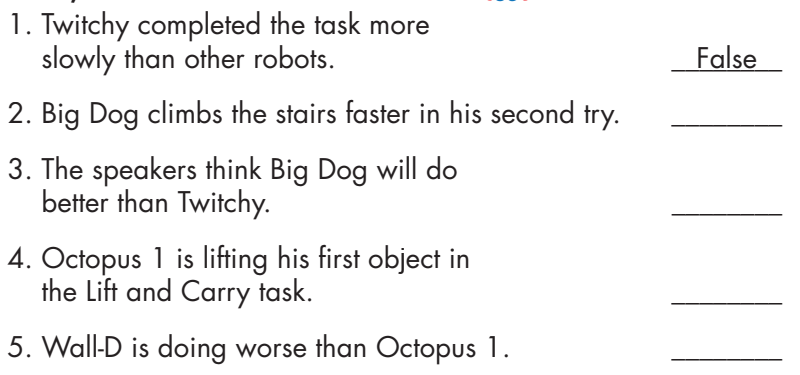 1. Twitchy completed the task more
slowly than other robots. __False__
2. Big Dog climbs the stairs faster in his second try. ________
3. The speakers think Big Dog will do
better than Twitchy. ________
4. Octopus 1 is lifting his first object in
the Lift and Carry task. ________
5. Wall-D is doing worse than Octopus 1. ________